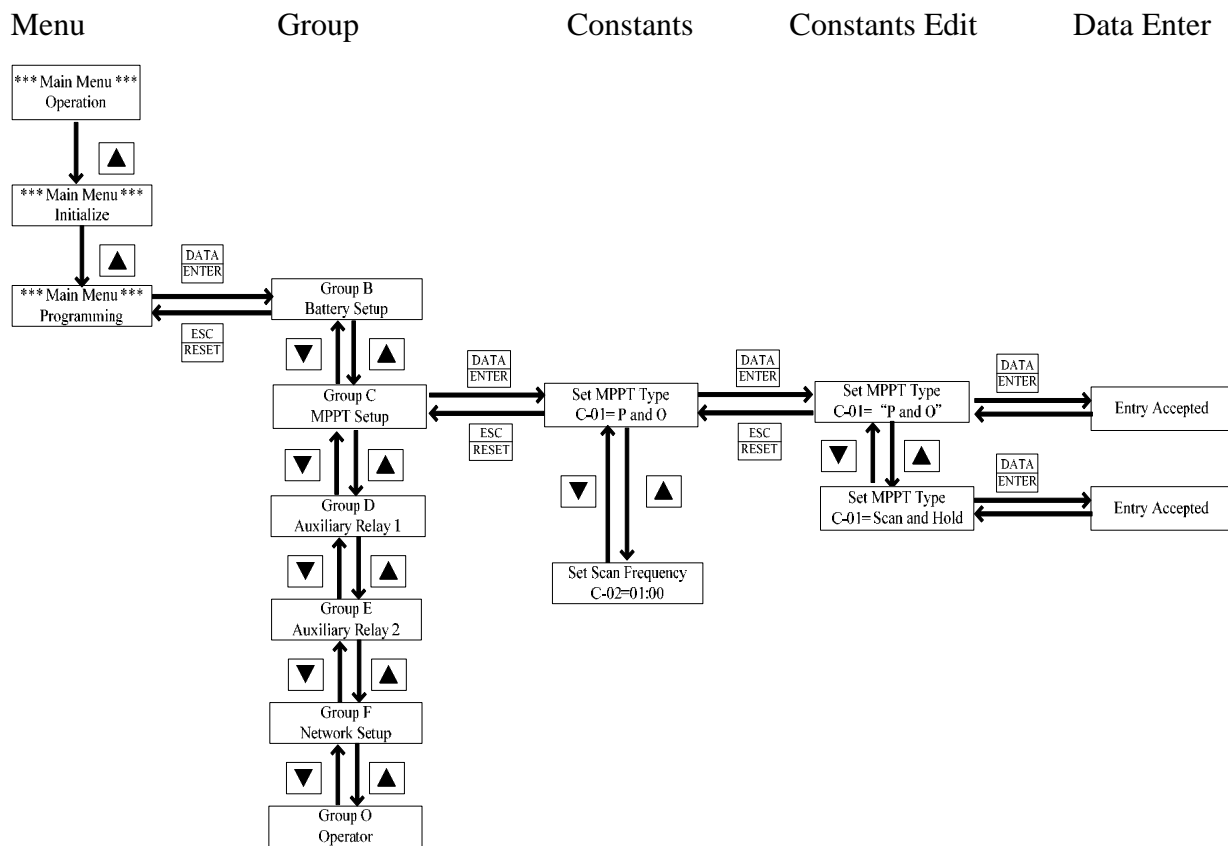 Menu
Group
Constants
Constants Edit
Data Enter
*** Main Menu ***
Operation
*** Main Menu ***
Initialize
*** Main Menu ***
Programming
DATA
ENTER
ESC
RESET
Group B
Battery Setup
Group C
MPPT Setup
Group D
Auxiliary Relay 1
Group E
Auxiliary Relay 2
Group F
Network Setup
Group O
Operator
DATA
ENTER
ESC
RESET
Set MPPT Type
C-01= P and O
Set Scan Frequency
C-02=01:00
DATA
ENTER
ESC
RESET
Set MPPT Type
C-01= “P and O”
Set MPPT Type
C-01=Scan and Hold
DATA
ENTER
DATA
ENTER
Entry Accepted
Entry Accepted